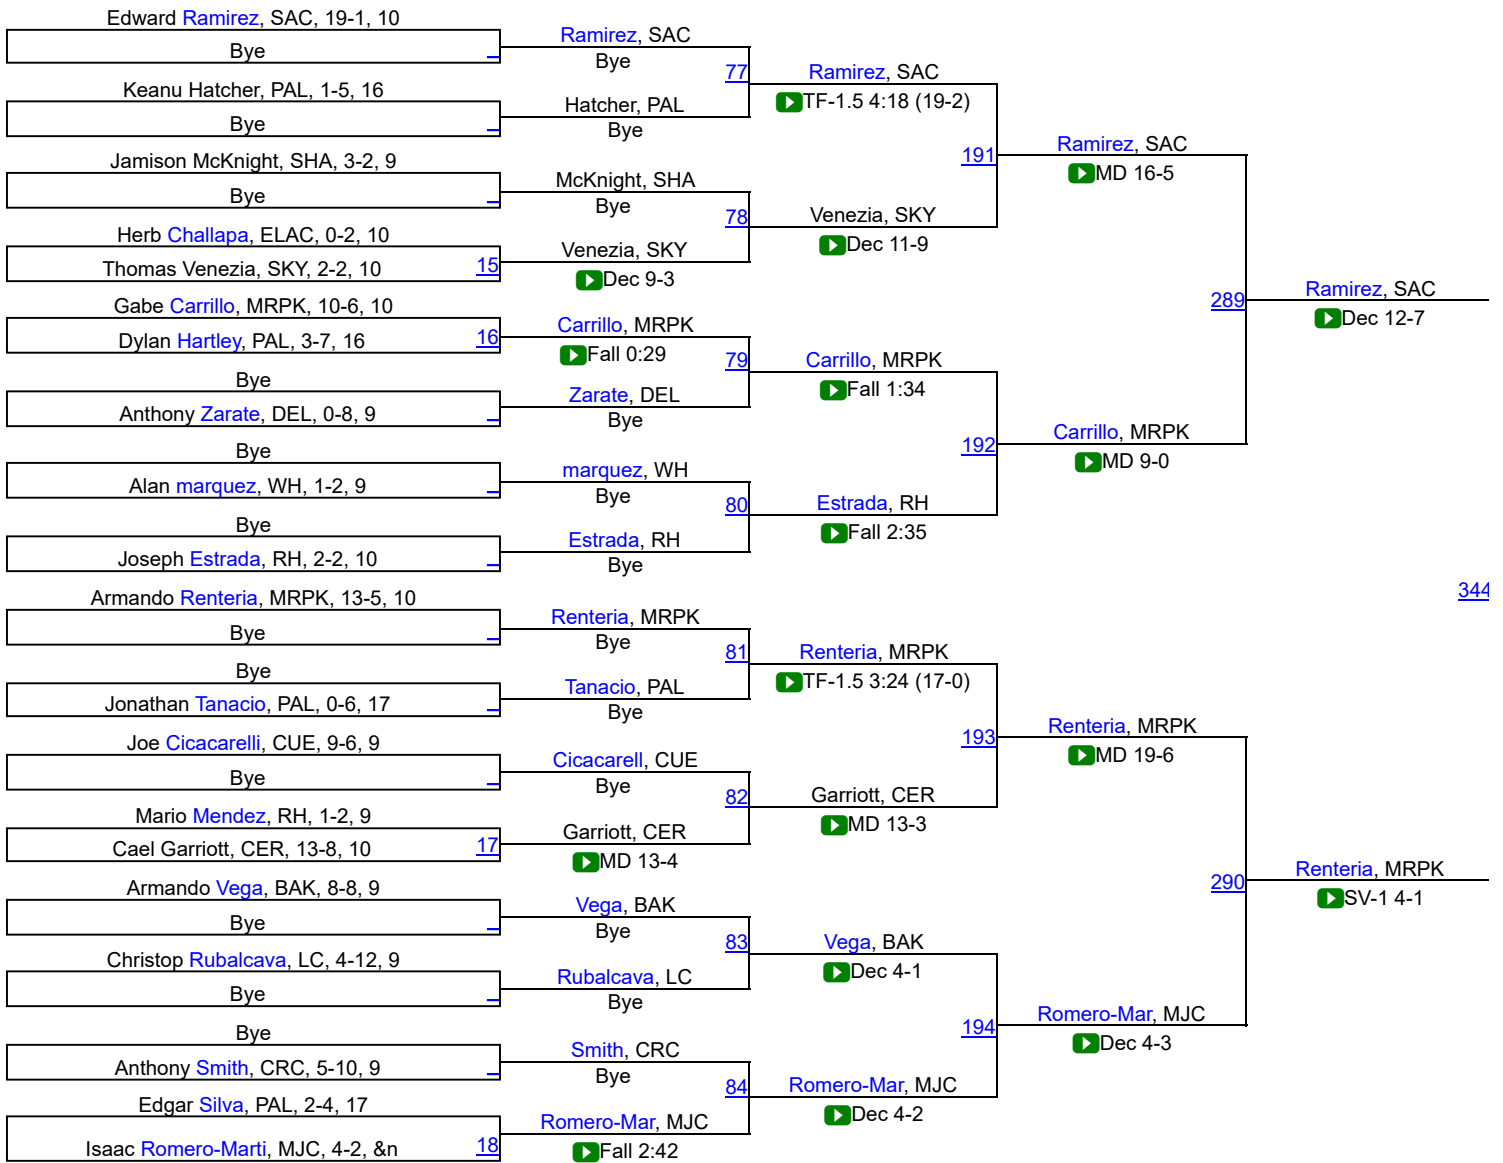 Edward Ramirez, SAC, 19-1, 10
Bye
Keanu Hatcher, PAL, 1-5, 16
Bye
Jamison McKnight, SHA, 3-2, 9
Bye
Herb Challapa, ELAC, 0-2, 10
Thomas Venezia, SKY, 2-2, 10
15
Gabe Carrillo, MRPK, 10-6, 10
Dylan Hartley, PAL, 3-7, 16
16
Bye
Anthony Zarate, DEL, 0-8, 9
Bye
Alan marquez, WH, 1-2, 9
Bye
Joseph Estrada, RH, 2-2, 10
Armando Renteria, MRPK, 13-5, 10
Bye
Bye
Jonathan Tanacio, PAL, 0-6, 17
Joe Cicacarelli, CUE, 9-6, 9
Bye
Mario Mendez, RH, 1-2, 9
Cael Garriott, CER, 13-8, 10
17
Armando Vega, BAK, 8-8, 9
Bye
Christop Rubalcava, LC, 4-12, 9
Bye
Bye
Anthony Smith, CRC, 5-10, 9
Edgar Silva, PAL, 2-4, 17
Isaac Romero-Marti, MJC, 4-2, &n
18
Ramirez, SAC
Bye
77
Hatcher, PAL
Bye
McKnight, SHA
Bye
78
Venezia, SKY
Dec 9-3
Carrillo, MRPK
Fall 0:29
79
Zarate, DEL
Bye
marquez, WH
Bye
80
Estrada, RH
Bye
Renteria, MRPK
Bye
81
Tanacio, PAL
Bye
Cicacarell, CUE
Bye
82
Garriott, CER
MD 13-4
Vega, BAK
Bye
83
Rubalcava, LC
Bye
Smith, CRC
Bye
84
Romero-Mar, MJC
Fall 2:42
Ramirez, SAC
TF-1.5 4:18 (19-2)
191
Venezia, SKY
Dec 11-9
Carrillo, MRPK
Fall 1:34
192
Estrada, RH
Fall 2:35
Renteria, MRPK
TF-1.5 3:24 (17-0)
193
Garriott, CER
MD 13-3
Vega, BAK
Dec 4-1
194
Romero-Mar, MJC
Dec 4-2
Ramirez, SAC
MD 16-5
289
Carrillo, MRPK
MD 9-0
Renteria, MRPK
MD 19-6
290
Romero-Mar, MJC
Dec 4-3
Ramirez, SAC
Dec 12-7
344
Renteria, MRPK
SV-1 4-1